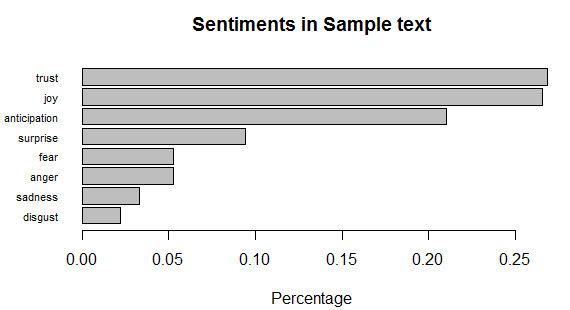 Sentiments in Sample text
trust
joy
anticipation
surprise
fear
anger
sadness
disgust
0.00 0.05 0.10 0.15 0.20 0.25
Percentage